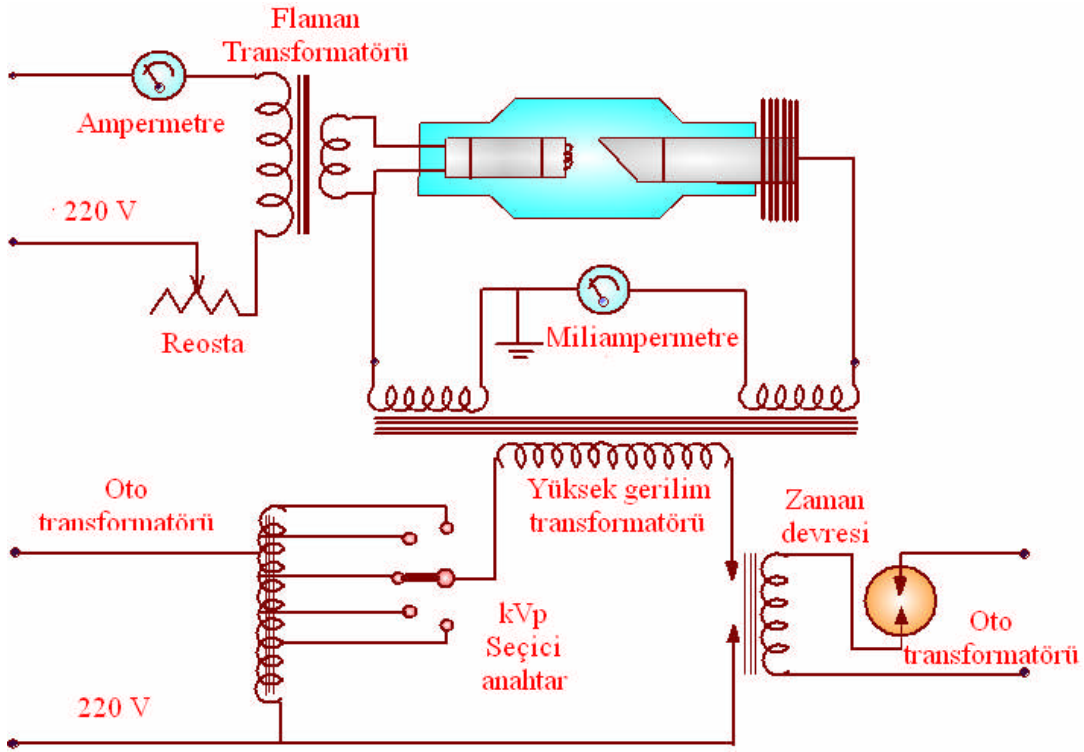 Flaman
Transformatörü
Ampermetre
220 V
Reosta
Miliampermetre
Yüksek gerilim
transformatörü
Oto
transformatörü
Zaman
devresi
kVp
Seçici
anahtar
Oto
transformatörü
220 V